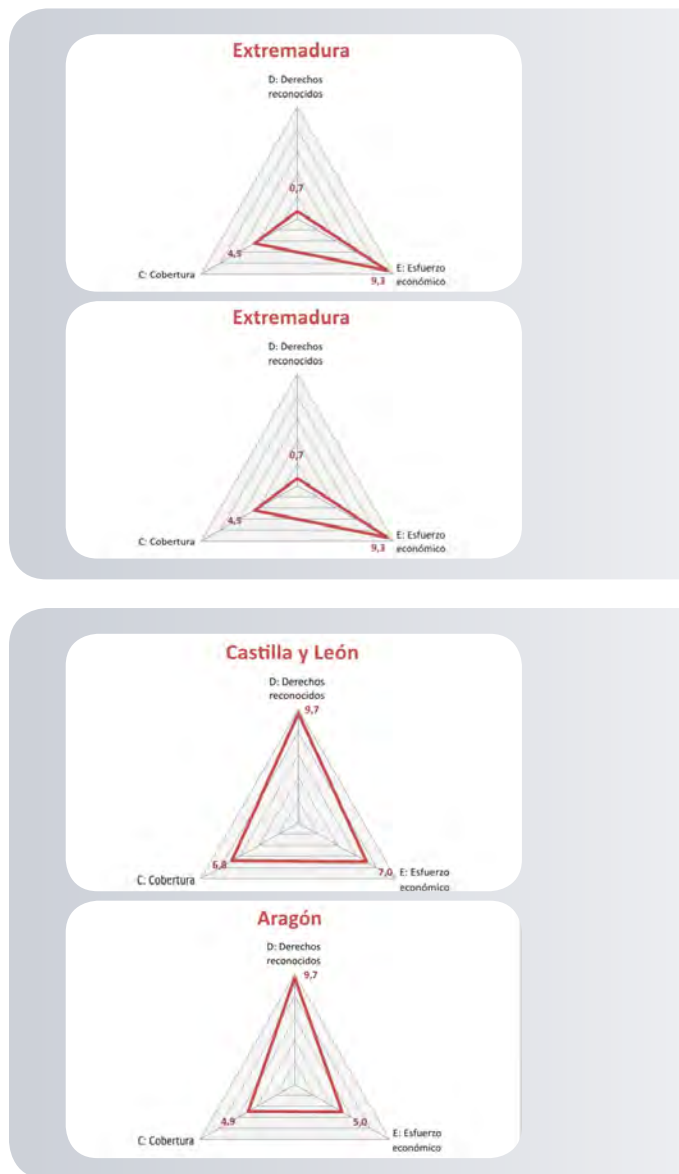 Extremadura
D: Derechos
reconocidos
0,7
4,5
C: Cobertura
E: Esfuerzo
económico
9,3
Extremadura
D: Derechos
reconocidos
0,7
4,5
C: Cobertura
E: Esfuerzo
económico
9,3
Castilla y León
D: Derechos
reconocidos
9,7
6,8
C: Cobertura
7,0
E: Esfuerzo
económico
Aragón
D: Derechos
reconocidos
9,7
4,9
5,0
C: Cobertura
E: Esfuerzo
económico